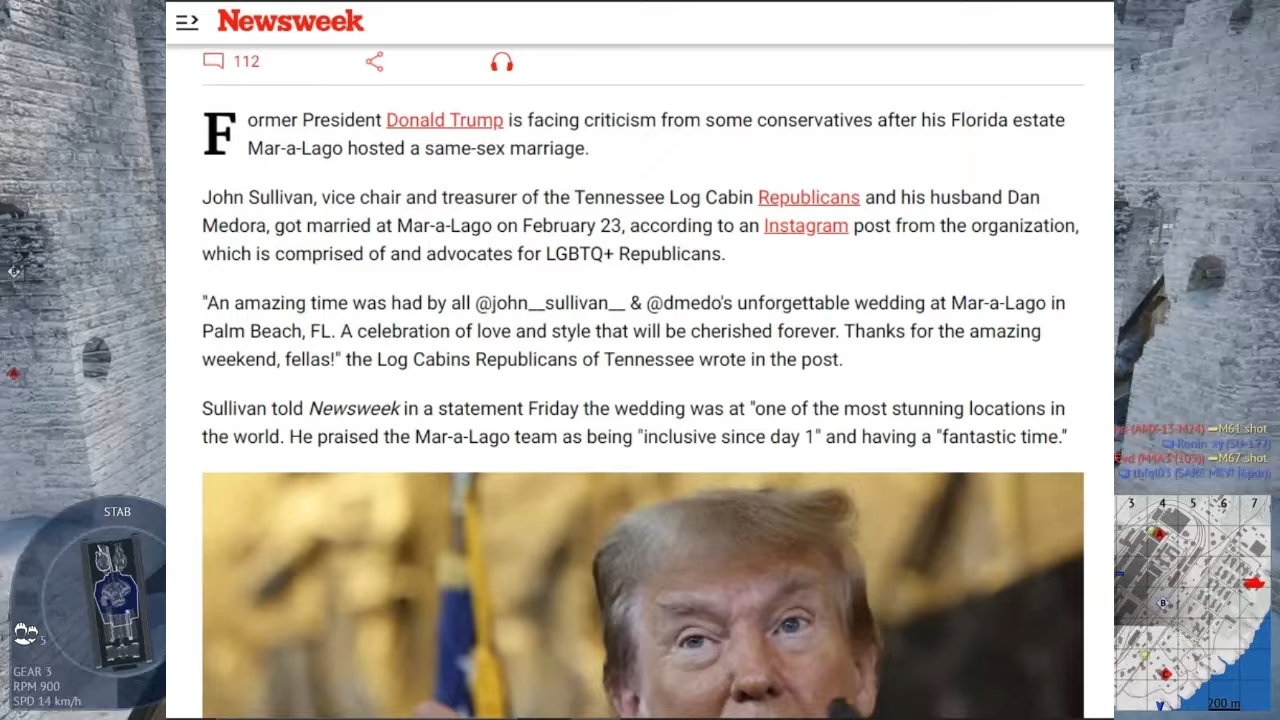 Newsweek
112
Former President Donald Trump is facing criticism from some conservatives after his Florida estate
Mar-a-Lago hosted a same-sex marriage.
John Sullivan, vice chair and treasurer of the Tennessee Log Cabin Republicans and his husband Dan
Medora, got married at Mar-a-Lago on February 23, according to an Instagram post from the organization,
which is comprised of and advocates for LGBTQ+ Republicans.
"An amazing time was had by all @john__sullivan__ & @dmedo's unforgettable wedding at Mar-a-Lago in
Palm Beach, FL. A celebration of love and style that will be cherished forever. Thanks for the amazing
weekend, fellas!" the Log Cabins Republicans of Tennessee wrote in the post.
Sullivan told Newsweek in a statement Friday the wedding was at "one of the most stunning locations in
the world. He praised the Mar-a-Lago team as being "inclusive since day 1" and having a "fantastic time."
(AMX-13-M24) M61 shot
M67 shot
STAB
5
GEAR 3
RPM 900
SPD 14 km/h
3 4 5 6 7
A
B
C
200 m